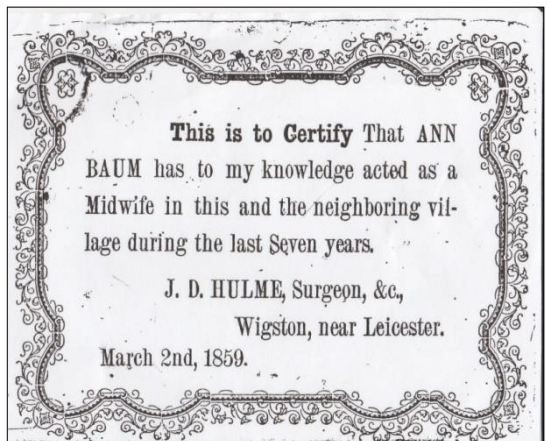 This is to Certify That ANN
BAUM has to my knowledge acted as a
Midwife in this and the neighboring vil-
lage during the last Seven years.
J. D. HULME, Surgeon, &c.,
Wigston, near Leicester.
March 2nd, 1859.